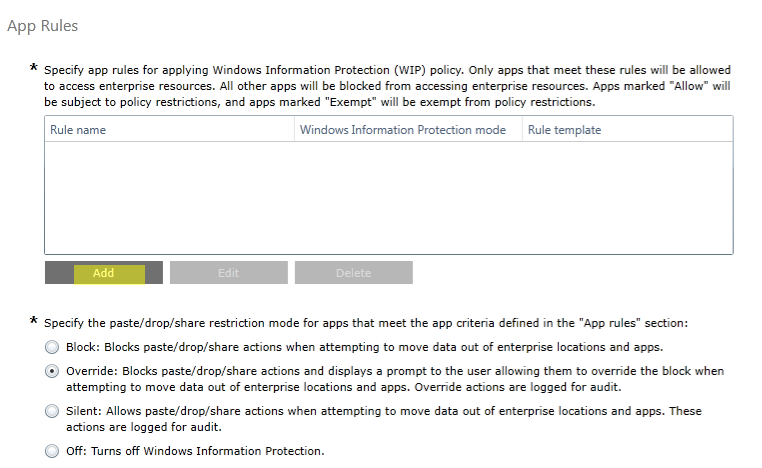 App Rules
* Specify app rules for applying Windows Information Protection (WIP) policy. Only apps that meet these rules will be allowed
to access enterprise resources. All other apps will be blocked from accessing enterprise resources. Apps marked "Allow" will
be subject to policy restrictions, and apps marked "Exempt" will be exempt from policy restrictions.
Rule name Windows Information Protection mode Rule template
Add Edit Delete
* Specify the paste/drop/share restriction mode for apps that meet the app criteria defined in the "App rules" section:
Block: Blocks paste/drop/share actions when attempting to move data out of enterprise locations and apps.
Override: Blocks paste/drop/share actions and displays a prompt to the user allowing them to override the block when
attempting to move data out of enterprise locations and apps. Override actions are logged for audit.
Silent: Allows paste/drop/share actions when attempting to move data out of enterprise locations and apps. These
actions are logged for audit.
Off: Turns off Windows Information Protection.